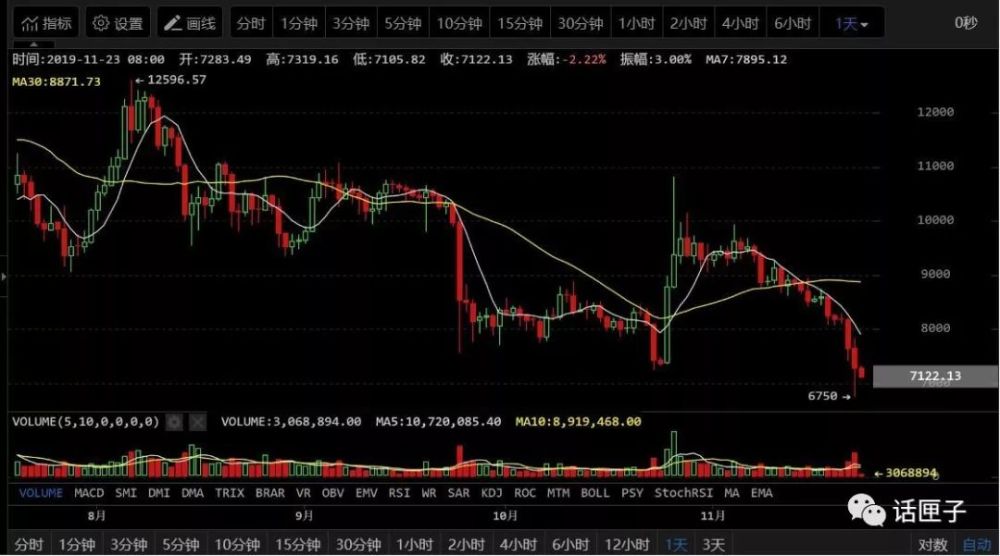 指标 设置 画线 分时 1分钟 3分钟 5分钟 10分钟 15分钟 30分钟 1小时 2小时 4小时 6小时 1天 0秒
时间:2019-11-23 08:00 开:7283.49 高:7319.16 低:7105.82 收:7122.13 涨幅:-2.22% 振幅:3.00% MA7:7895.12
MA30:8871.73
12596.57
12000
11000
10000
9000
8000
7122.13
7000
6750
VOLUME(5,10,0,0,0,0) VOLUME:3,068,894.00 MA5:10,720,085.40 MA10:8,919,468.00
3068894
0
VOLUME MACD SMI DMI DMA TRIX BRAR VR OBV EMV RSI WR SAR KDJ ROC MTM BOLL PSY StochRSI MA EMA
8月 9月 10月 11月
话匣子
分时 1分钟 3分钟 5分钟 10分钟 15分钟 30分钟 1小时 2小时 4小时 6小时 12小时 1天 3天 对数 自动